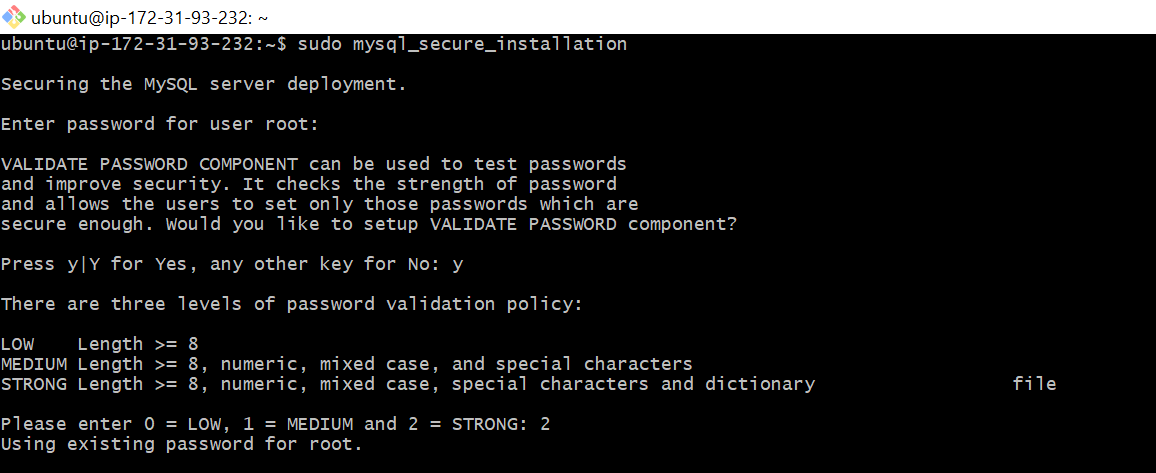 ubuntu@ip-172-31-93-232: ~
ubuntu@ip-172-31-93-232:~$ sudo mysql_secure_installation
Securing the MySQL server deployment.
Enter password for user root:
VALIDATE PASSWORD COMPONENT can be used to test passwords
and improve security. It checks the strength of password
and allows the users to set only those passwords which are
secure enough. Would you like to setup VALIDATE PASSWORD component?
Press y|Y for Yes, any other key for No: y
There are three levels of password validation policy:
LOW    Length >= 8
MEDIUM Length >= 8, numeric, mixed case, and special characters
STRONG Length >= 8, numeric, mixed case, special characters and dictionary                  file
Please enter 0 = LOW, 1 = MEDIUM and 2 = STRONG: 2
Using existing password for root.